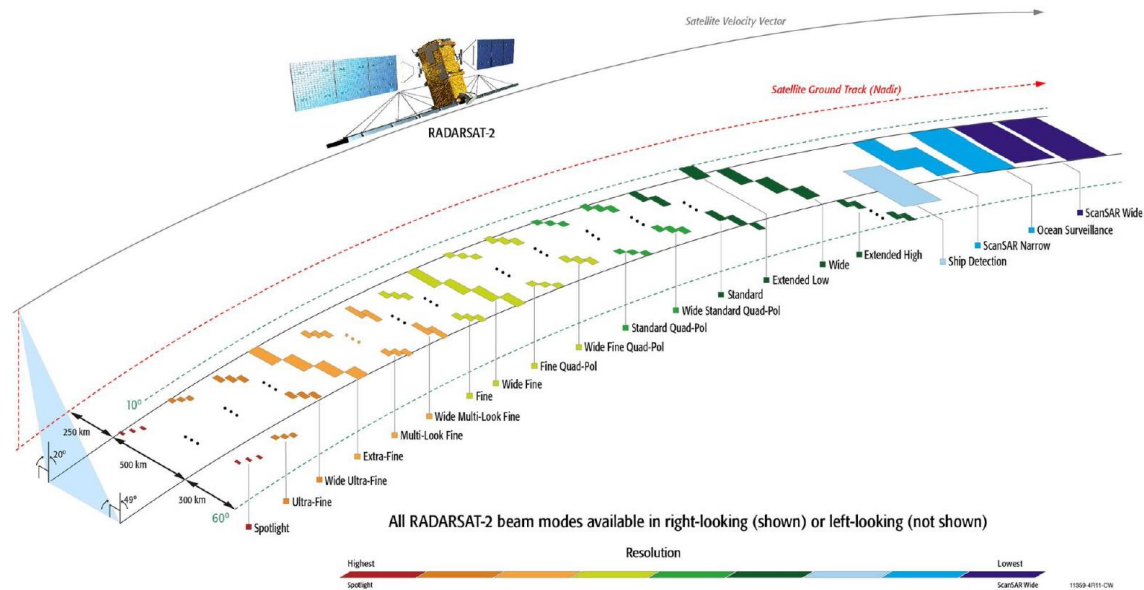 Satellite Velocity Vector
Satellite Ground Track (Nadir)
RADARSAT-2
10°
250 km
20°
500 km
49°
300 km
60°
ScanSAR Wide
Ocean Surveillance
ScanSAR Narrow
Ship Detection
Extended High
Wide
Extended Low
Standard
Wide Standard Quad-Pol
Standard Quad-Pol
Wide Fine Quad-Pol
Fine Quad-Pol
Wide Fine
Fine
Wide Multi-Look Fine
Multi-Look Fine
Extra-Fine
Wide Ultra-Fine
Ultra-Fine
Spotlight
All RADARSAT-2 beam modes available in right-looking (shown) or left-looking (not shown)
Resolution
Highest
Lowest
Spotlight
ScanSAR Wide